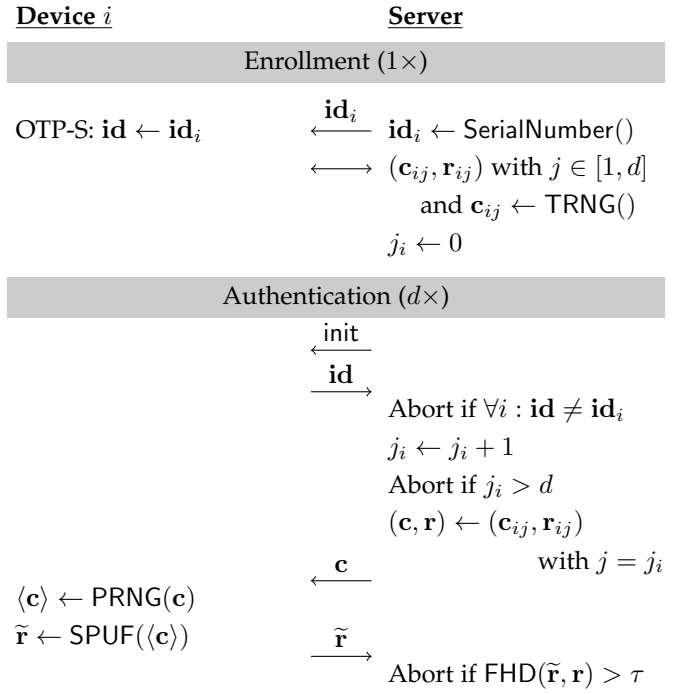 Device i Server
Enrollment (1×)
OTP-S: id ← id_i id_i ← id_i ← SerialNumber()
⟷ (c_ij, r_ij) with j ∈ [1, d]
and c_ij ← TRNG()
j_i ← 0
Authentication (d×)
init ←
id →
Abort if ∀i : id ≠ id_i
j_i ← j_i + 1
Abort if j_i > d
(c, r) ← (c_ij, r_ij)
with j = j_i
c ←
⟨c⟩ ← PRNG(c)
r̃ ← SPUF(⟨c⟩) r̃ →
Abort if FHD(r̃, r) > τ